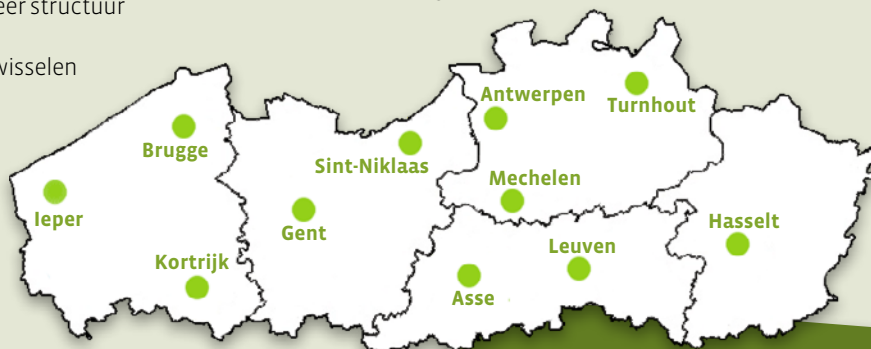 eer structuur
wisselen
Antwerpen
Turnhout
Brugge
Sint-Niklaas
Mechelen
Ieper
Gent
Hasselt
Kortrijk
Leuven
Asse